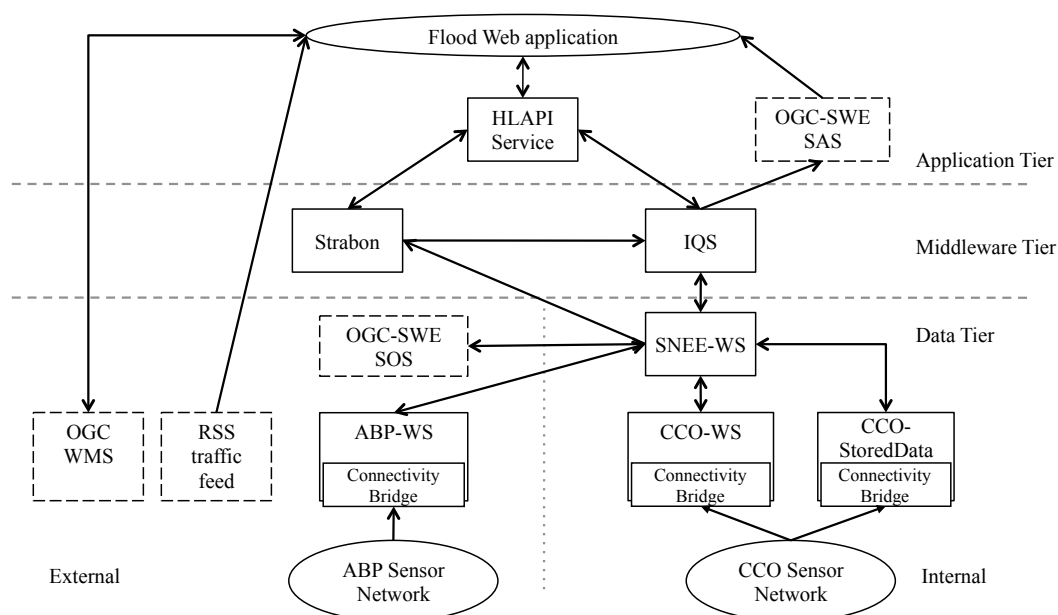 Flood Web application
HLAPI
Service
OGC-SWE
SAS
Application Tier
Strabon
IQS
Middleware Tier
OGC-SWE
SOS
SNEE-WS
Data Tier
OGC
WMS
RSS
traffic
feed
ABP-WS
Connectivity
Bridge
CCO-WS
Connectivity
Bridge
CCO-
StoredData
Connectivity
Bridge
External
ABP Sensor
Network
CCO Sensor
Network
Internal